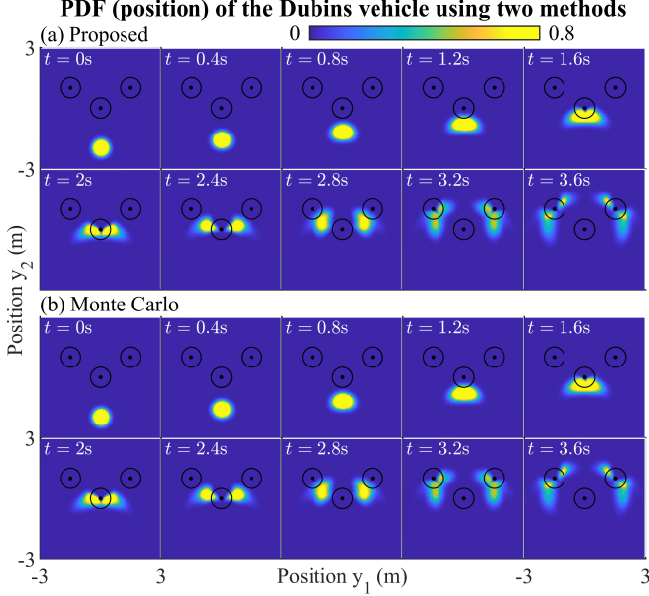 PDF (position) of the Dubins vehicle using two methods
(a) Proposed
0
0.8
3
t = 0s
t = 0.4s
t = 0.8s
t = 1.2s
t = 1.6s
-3
t = 2s
t = 2.4s
t = 2.8s
t = 3.2s
t = 3.6s
Position y2 (m)
(b) Monte Carlo
t = 0s
t = 0.4s
t = 0.8s
t = 1.2s
t = 1.6s
3
t = 2s
t = 2.4s
t = 2.8s
t = 3.2s
t = 3.6s
-3
-3
3
Position y1 (m)
-3
3